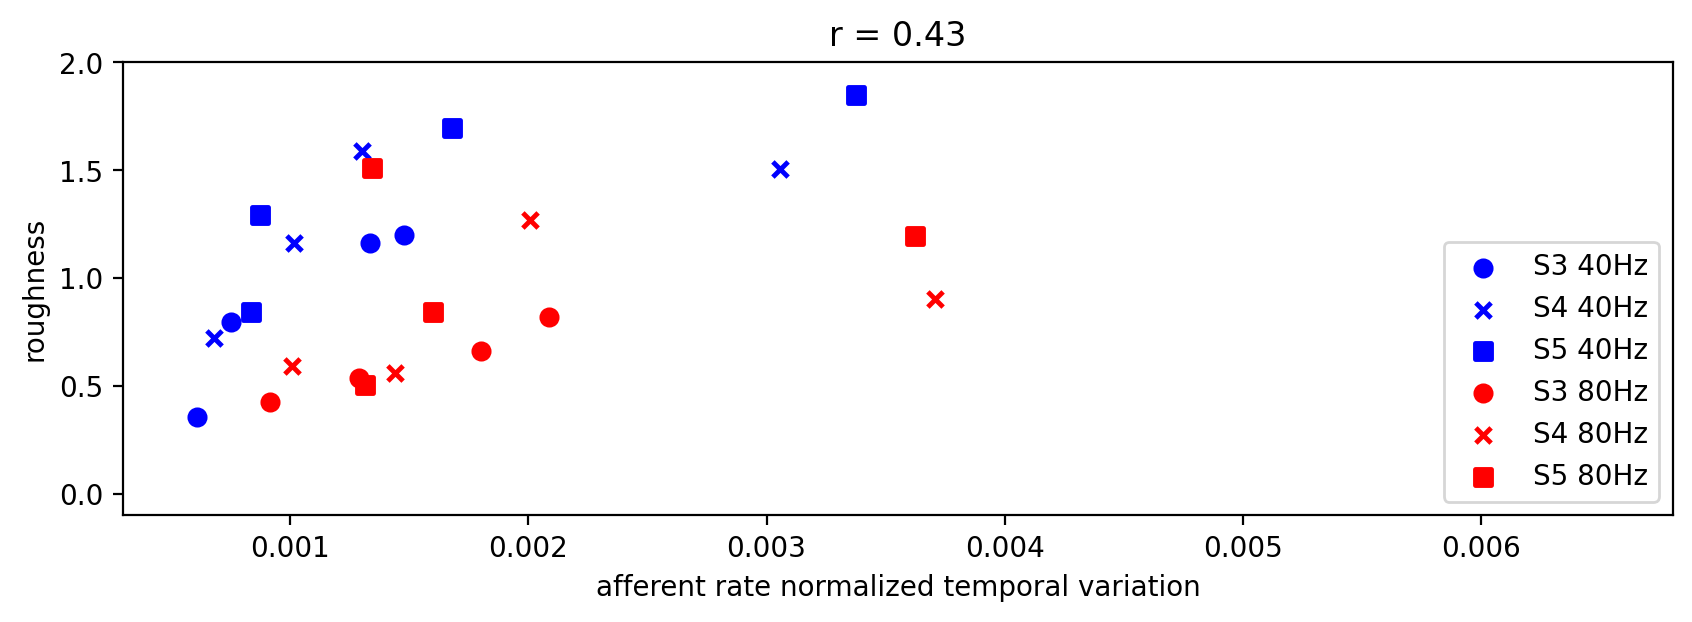 r = 0.43
2.0
1.5
1.0
0.5
0.0
roughness
S3 40Hz
S4 40Hz
S5 40Hz
S3 80Hz
S4 80Hz
S5 80Hz
0.001 0.002 0.003 0.004 0.005 0.006
afferent rate normalized temporal variation